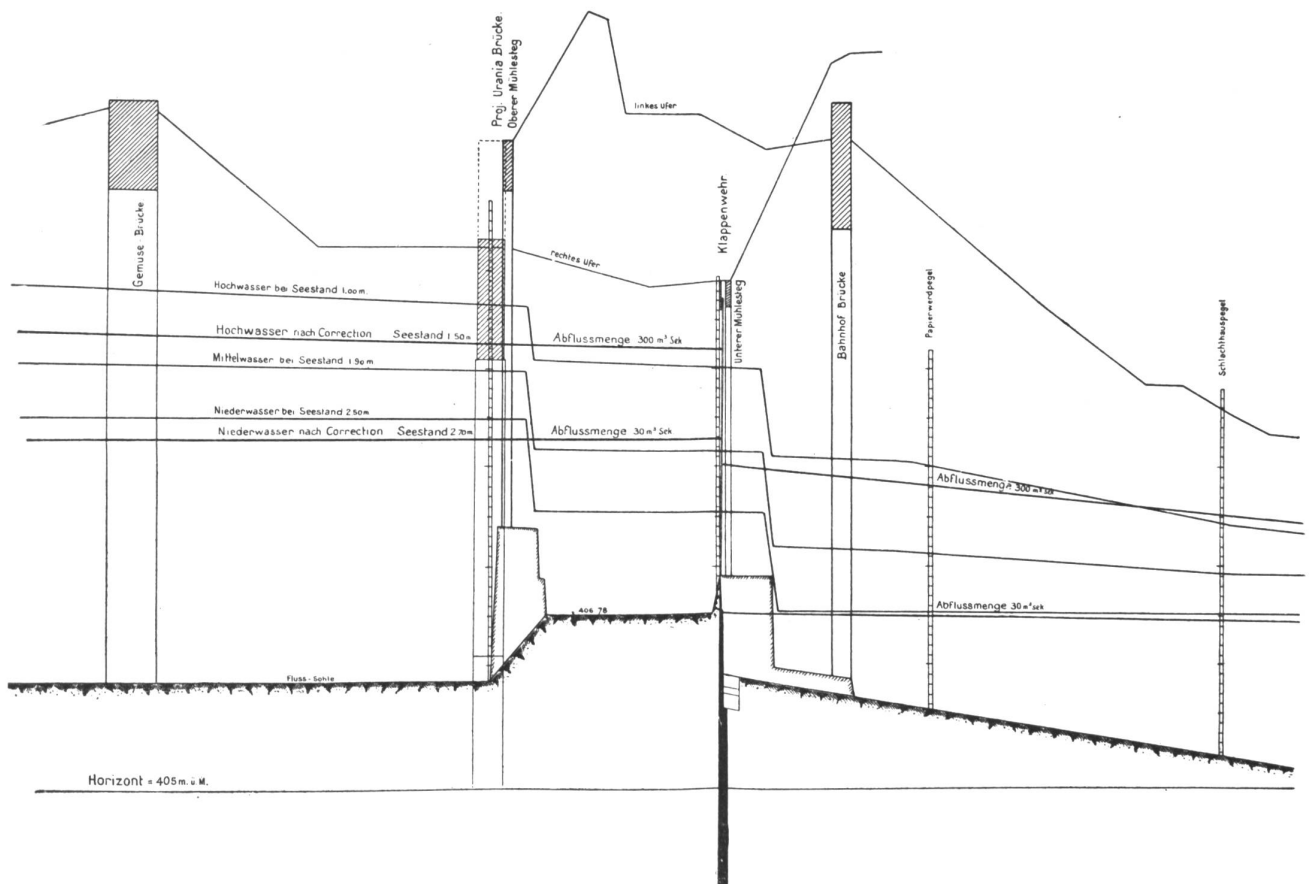 Proj. Urania Brücke.
Oberer Mühlesteg
linkes Ufer
Klappenwehr
Gemüse Brücke
rechtes Ufer
Hochwasser bei Seestand 1.00 m.
Hochwasser nach Correction Seestand 1.50 m Abflussmenge 300 m³ Sek
Unterer Mühlesteg
Bahnhof Brücke
Papierwerdpegel
Schlachthauspegel
Mittelwasser bei Seestand 1.90 m
Niederwasser bei Seestand 2.50 m
Niederwasser nach Correction Seestand 2.70 m. Abflussmenge 30 m³ Sek
Abflussmenge 300 m³ Sek
406.78
Abflussmenge 30 m³ Sek
Fluss-Sohle
Horizont = 405 m. ü. M.